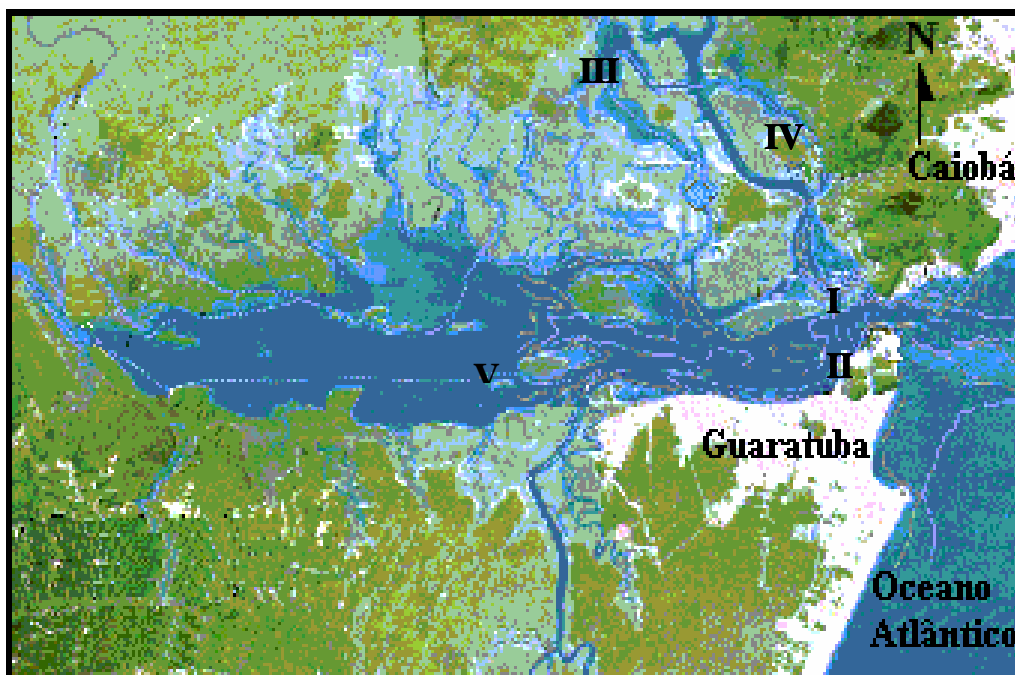 N
III
IV
Caiobá
I
II
V
Guaratuba
Oceano
Atlântico